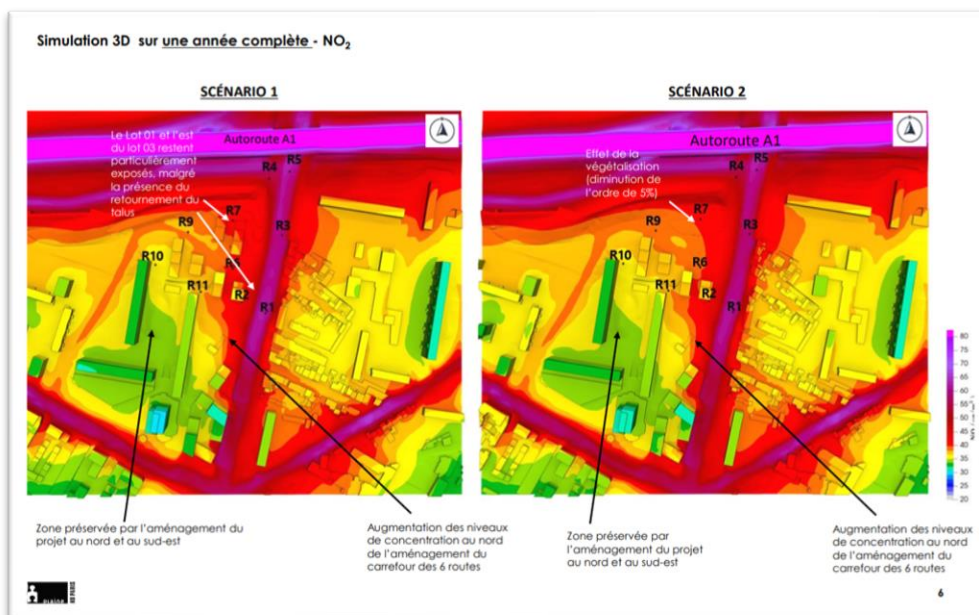 Simulation 3D sur une année complète - NO2
SCÉNARIO 1
Le Lot 01 et l'est
du lot 03 restent
particulièrement
exposés, malgré
la présence du
retournement du
talus
Autoroute A1
R4
R5
R7
R9
R3
R10
R11
R2
R1
Zone préservée par l'aménagement du
projet au nord et au sud-est
Augmentation des niveaux
de concentration au nord
de l'aménagement du
carrefour des 6 routes
SCÉNARIO 2
Autoroute A1
Effet de la
végétalisation
(diminution de
l'ordre de 5%)
R4
R5
R7
R9
R3
R10
R6
R11
R2
R1
Zone préservée par
l'aménagement du projet
au nord et au sud-est
Augmentation des niveaux
de concentration au nord
de l'aménagement du
carrefour des 6 routes
80
75
70
65
60
55
50
45
40
35
30
25
20
plaine
6